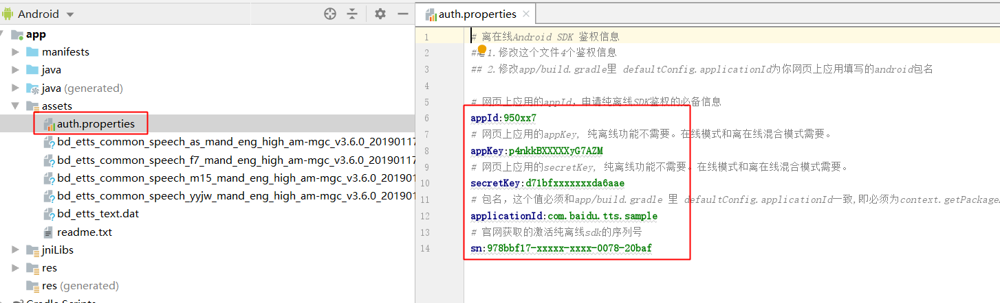 Android
app
manifests
java
java (generated)
assets
auth.properties
bd_etts_common_speech_as_mand_eng_high_am-mgc_v3.6.0_20190117
bd_etts_common_speech_f7_mand_eng_high_am-mgc_v3.6.0_20190117
bd_etts_common_speech_m15_mand_eng_high_am-mgc_v3.6.0_20190
bd_etts_common_speech_yyjw_mand_eng_high_am-mgc_v3.6.0_2019
bd_etts_text.dat
readme.txt
jniLibs
res
res (generated)
Gradle Scripts
auth.properties
1 # 离在线Android SDK 鉴权信息
2 ## 1.修改这个文件4个鉴权信息
3 ## 2.修改app/build.gradle里 defaultConfig.applicationId为你网页上应用填写的android包名
4
5 # 网页上应用的appId，申请纯离线SDK鉴权的必备信息
6 appId:950xx7
7 # 网页上应用的appKey, 纯离线功能不需要。在线模式和离在线混合模式需要。
8 appKey:p4nkkBXXXXXyG7AZM
9 # 网页上应用的secretKey, 纯离线功能不需要。在线模式和离在线混合模式需要。
10 secretKey:d71bfxxxxxxxda6aae
11 # 包名，这个值必须和app/build.gradle 里 defaultConfig.applicationId一致,即必须为context.getPackage
12 applicationId:com.baidu.tts.sample
13 # 官网获取的激活纯离线sdk的序列号
14 sn:978bbf17-xxxxx-xxxx-0078-20baf